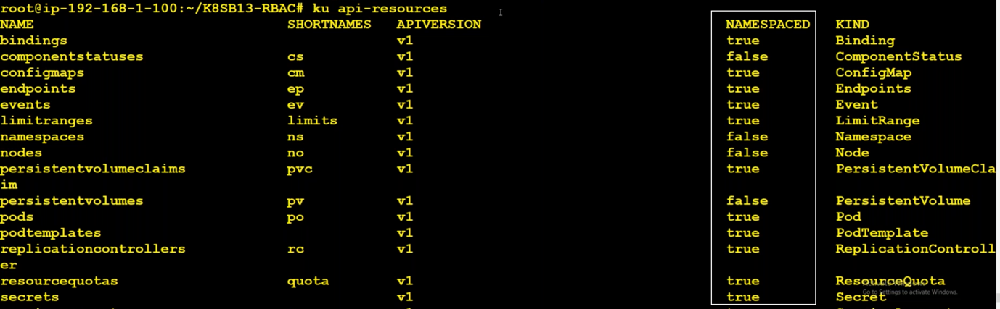 root@ip-192-168-1-100:~/K8SB13-RBAC# ku api-resources
NAME SHORTNAMES APIVERSION NAMESPACED KIND
bindings v1 true Binding
componentstatuses cs v1 false ComponentStatus
configmaps cm v1 true ConfigMap
endpoints ep v1 true Endpoints
events ev v1 true Event
limitranges limits v1 true LimitRange
namespaces ns v1 false Namespace
nodes no v1 false Node
persistentvolumeclaims pvc v1 true PersistentVolumeCla
im
persistentvolumes pv v1 false PersistentVolume
pods po v1 true Pod
podtemplates v1 true PodTemplate
replicationcontrollers rc v1 true ReplicationControll
er
resourcequotas quota v1 true ResourceQuota
secrets v1 true Secret
Go to Settings to activate Windows.